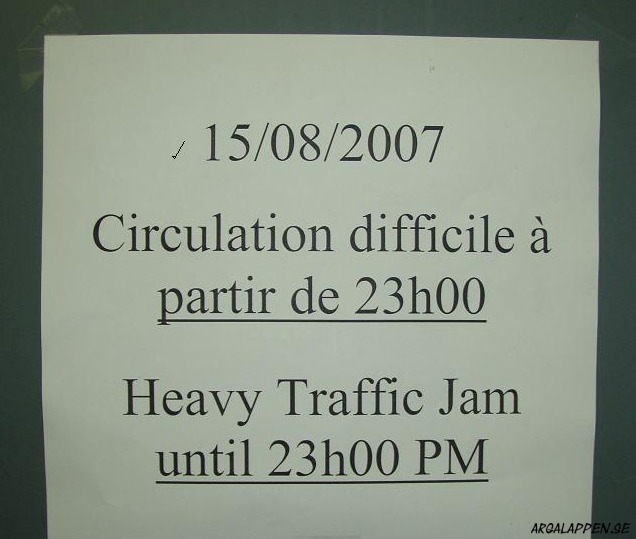 ✓ 15/08/2007
Circulation difficile à
partir de 23h00
Heavy Traffic Jam
until 23h00 PM
ARGALAPPEN.SE